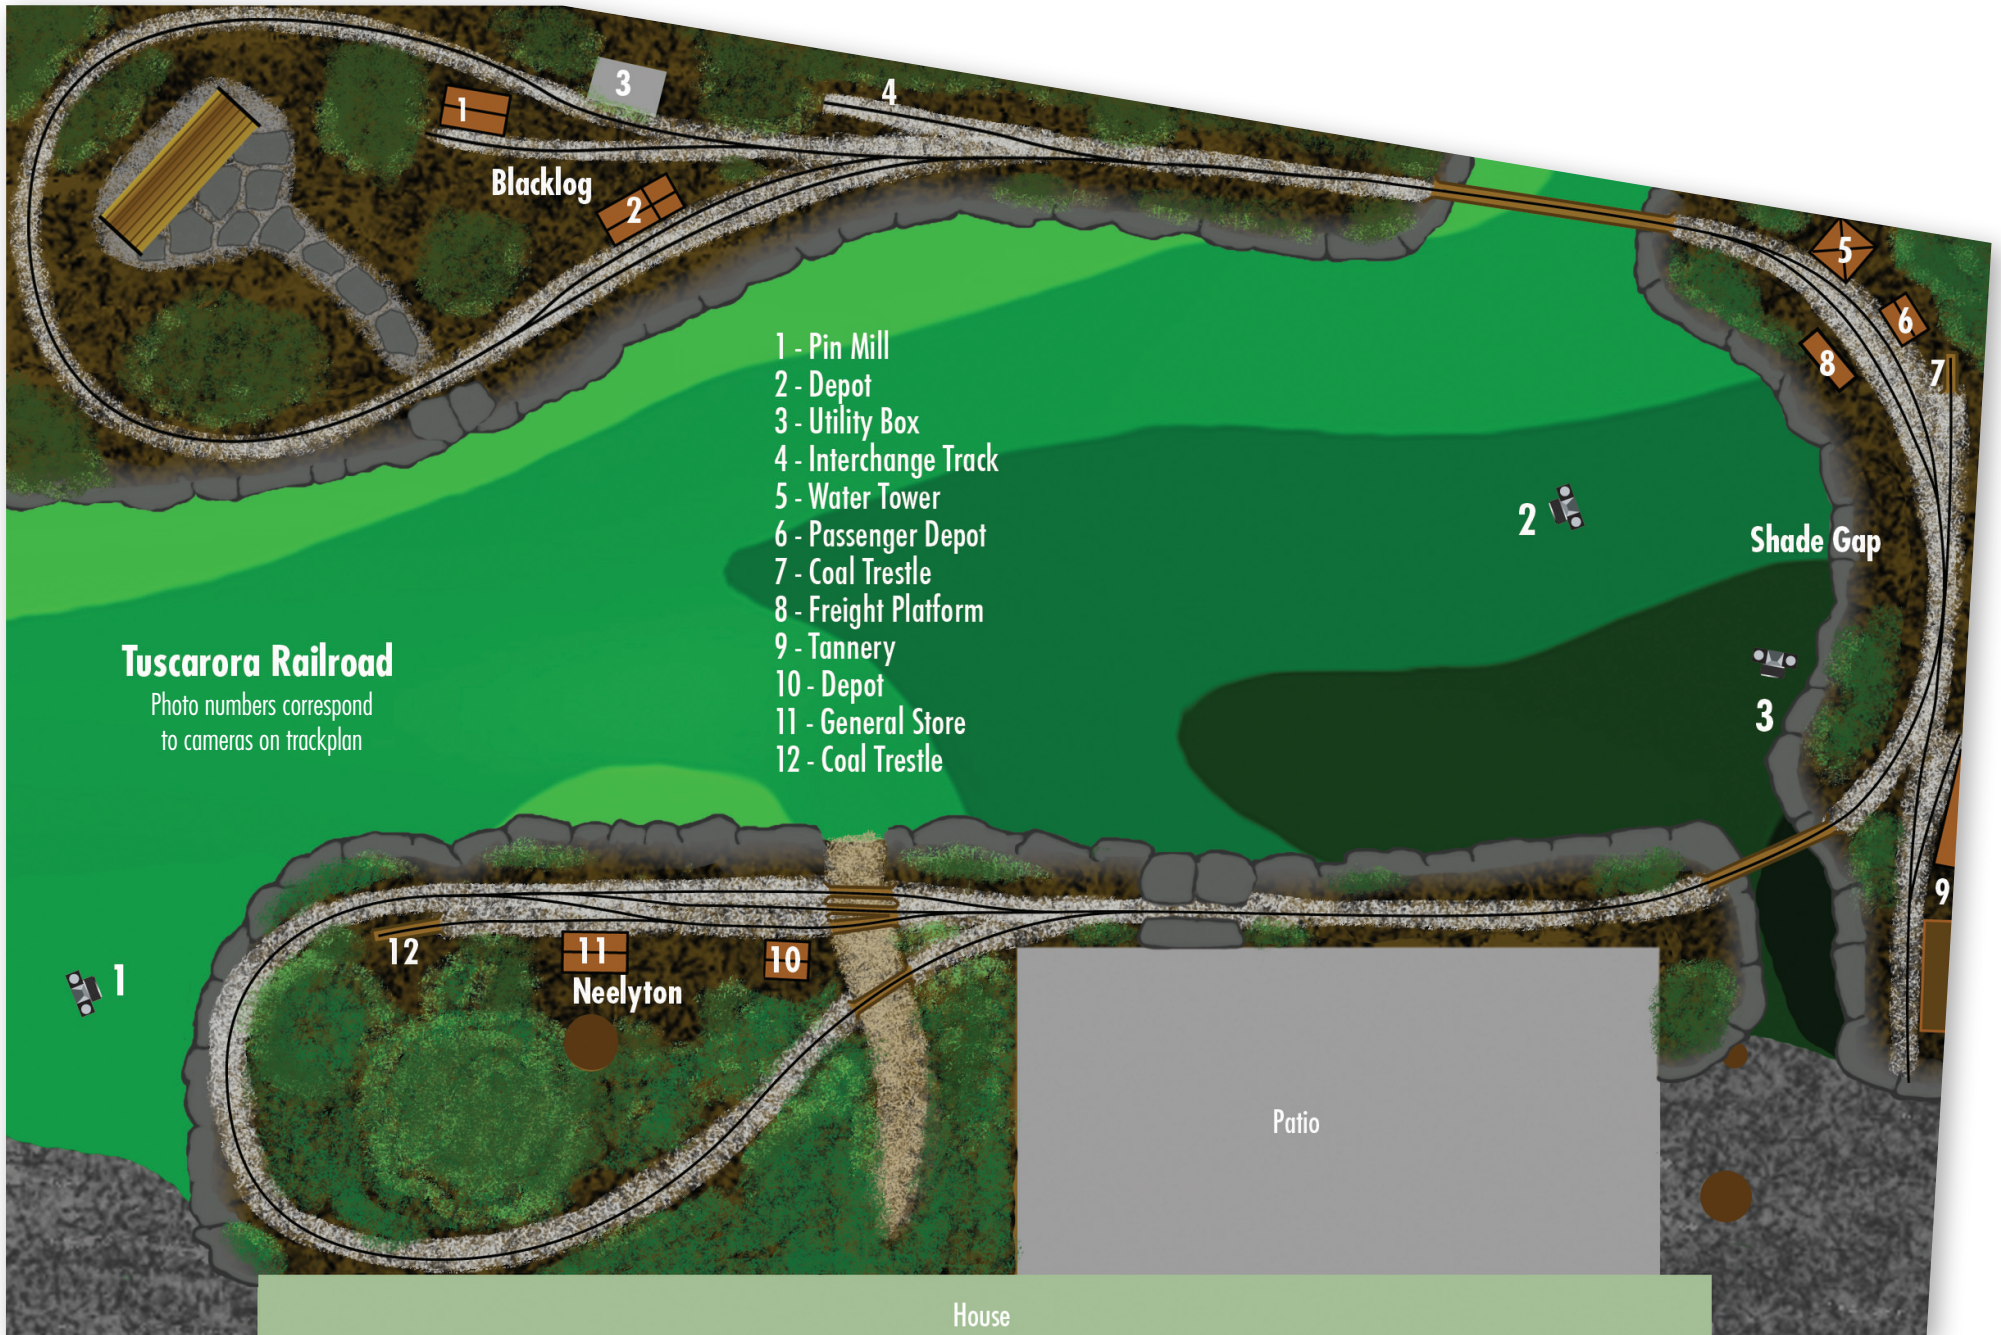 3
4
1
Blacklog
2
5
6
8
7
1 - Pin Mill
2 - Depot
3 - Utility Box
4 - Interchange Track
5 - Water Tower
6 - Passenger Depot
7 - Coal Trestle
8 - Freight Platform
9 - Tannery
10 - Depot
11 - General Store
12 - Coal Trestle
2
Shade Gap
3
Tuscarora Railroad
Photo numbers correspond
to cameras on trackplan
9
12
11
10
Neelyton
1
Patio
House